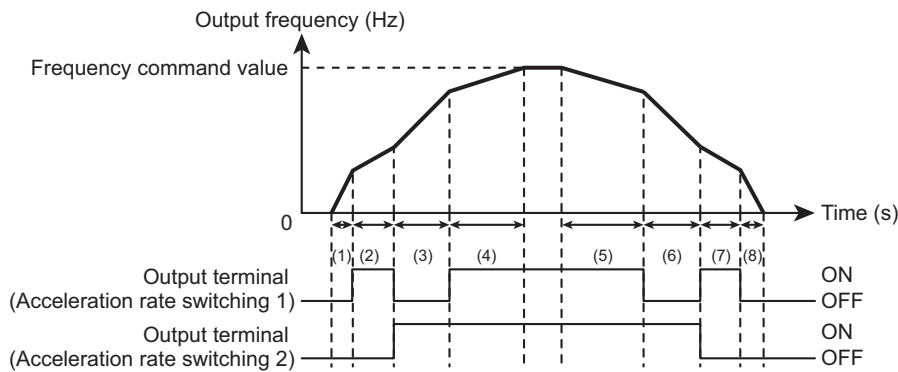 Output frequency (Hz)
Frequency command value
0
Time (s)
(1) (2) (3) (4) (5) (6) (7) (8)
Output terminal
(Acceleration rate switching 1)
ON
OFF
Output terminal
(Acceleration rate switching 2)
ON
OFF